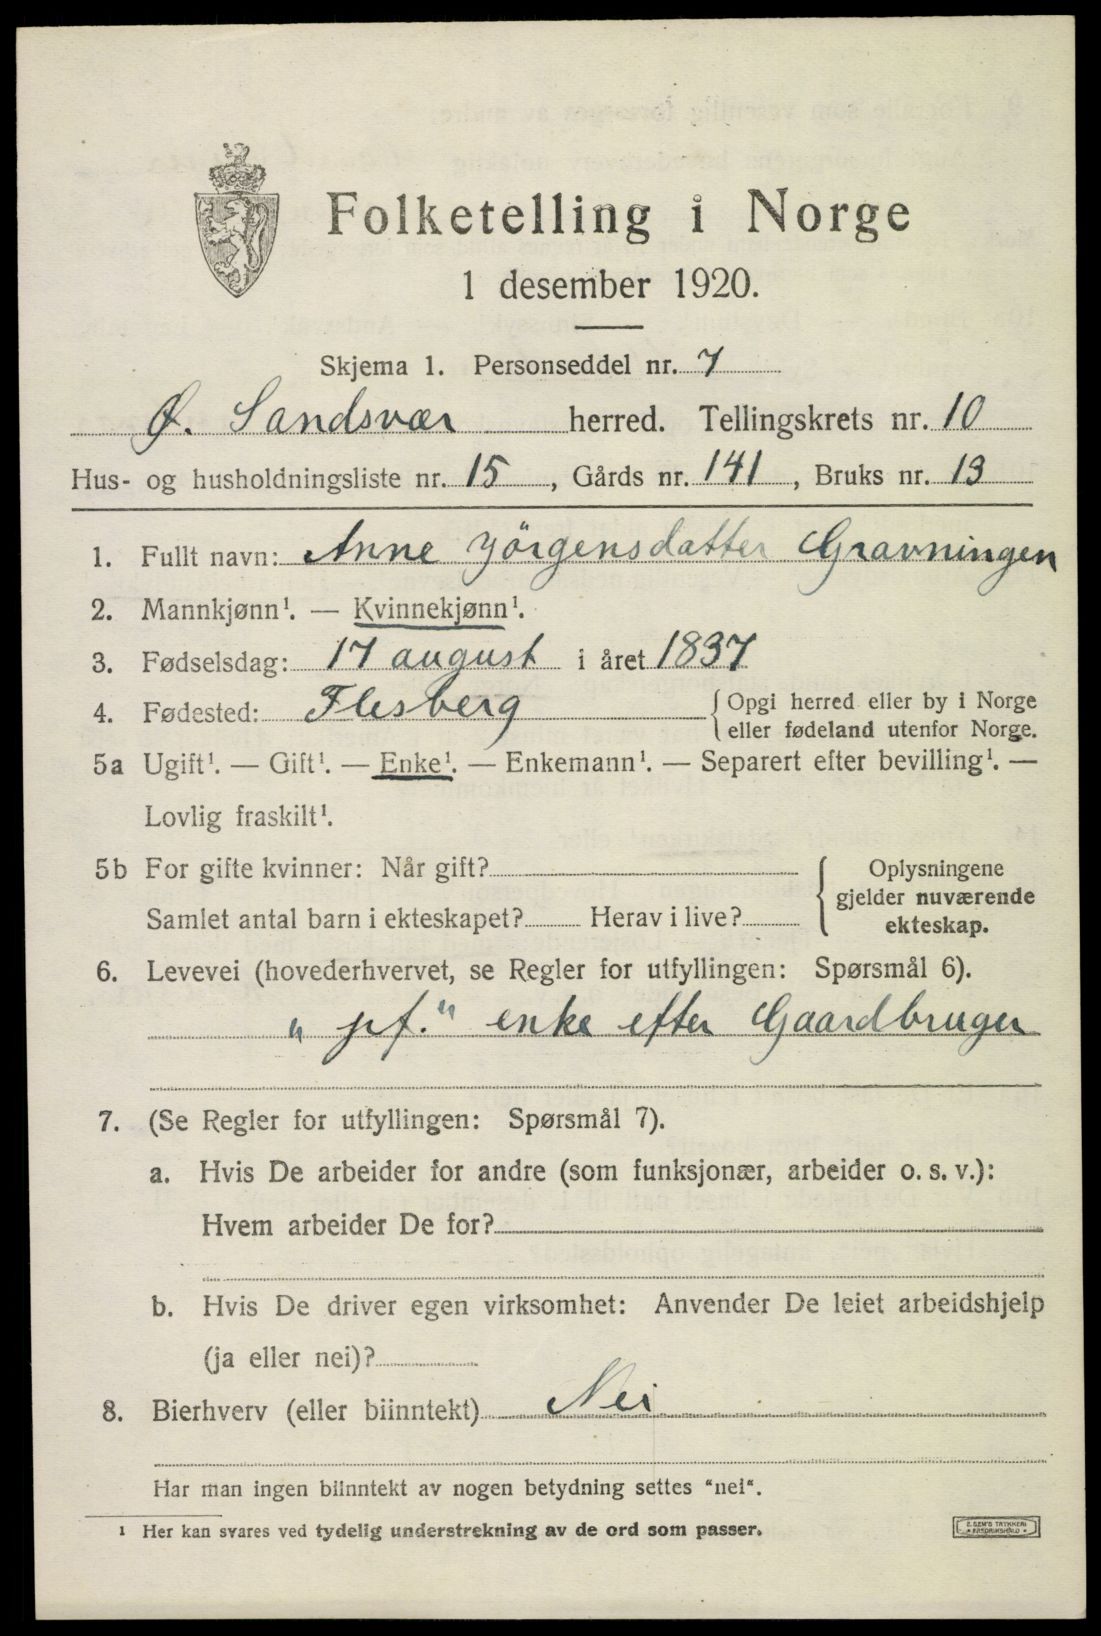 Folketelling i Norge
1 desember 1920.
Skjema 1. Personseddel nr. 7
Ø. Sandsvær herred. Tellingskrets nr. 10
Hus- og husholdningsliste nr. 15, Gårds nr. 141, Bruks nr. 13
1. Fullt navn: Anne Jörgensdatter Gravningen
2. Mannkjønn¹. — Kvinnekjønn¹.
3. Fødselsdag: 17 august i året 1837
4. Fødested: Flesberg { Opgi herred eller by i Norge
eller fødeland utenfor Norge.
5a Ugift¹. — Gift¹. — Enke¹. — Enkemann¹. — Separert efter bevilling¹. —
Lovlig fraskilt¹.
5b For gifte kvinner: Når gift?
Samlet antal barn i ekteskapet? Herav i live?
{ Oplysningene
gjelder nuværende
ekteskap.
6. Levevei (hovederhvervet, se Regler for utfyllingen: Spørsmål 6).
„ pf." enke efter Gaardbruger
7. (Se Regler for utfyllingen: Spørsmål 7).
a. Hvis De arbeider for andre (som funksjonær, arbeider o. s. v.):
Hvem arbeider De for?
b. Hvis De driver egen virksomhet: Anvender De leiet arbeidshjelp
(ja eller nei)?
8. Bierhverv (eller biinntekt) Nei
Har man ingen biinntekt av nogen betydning settes "nei".
¹ Her kan svares ved tydelig understrekning av de ord som passer.
E. SEM'S TRYKKERI
* FREDRIKSHALD *